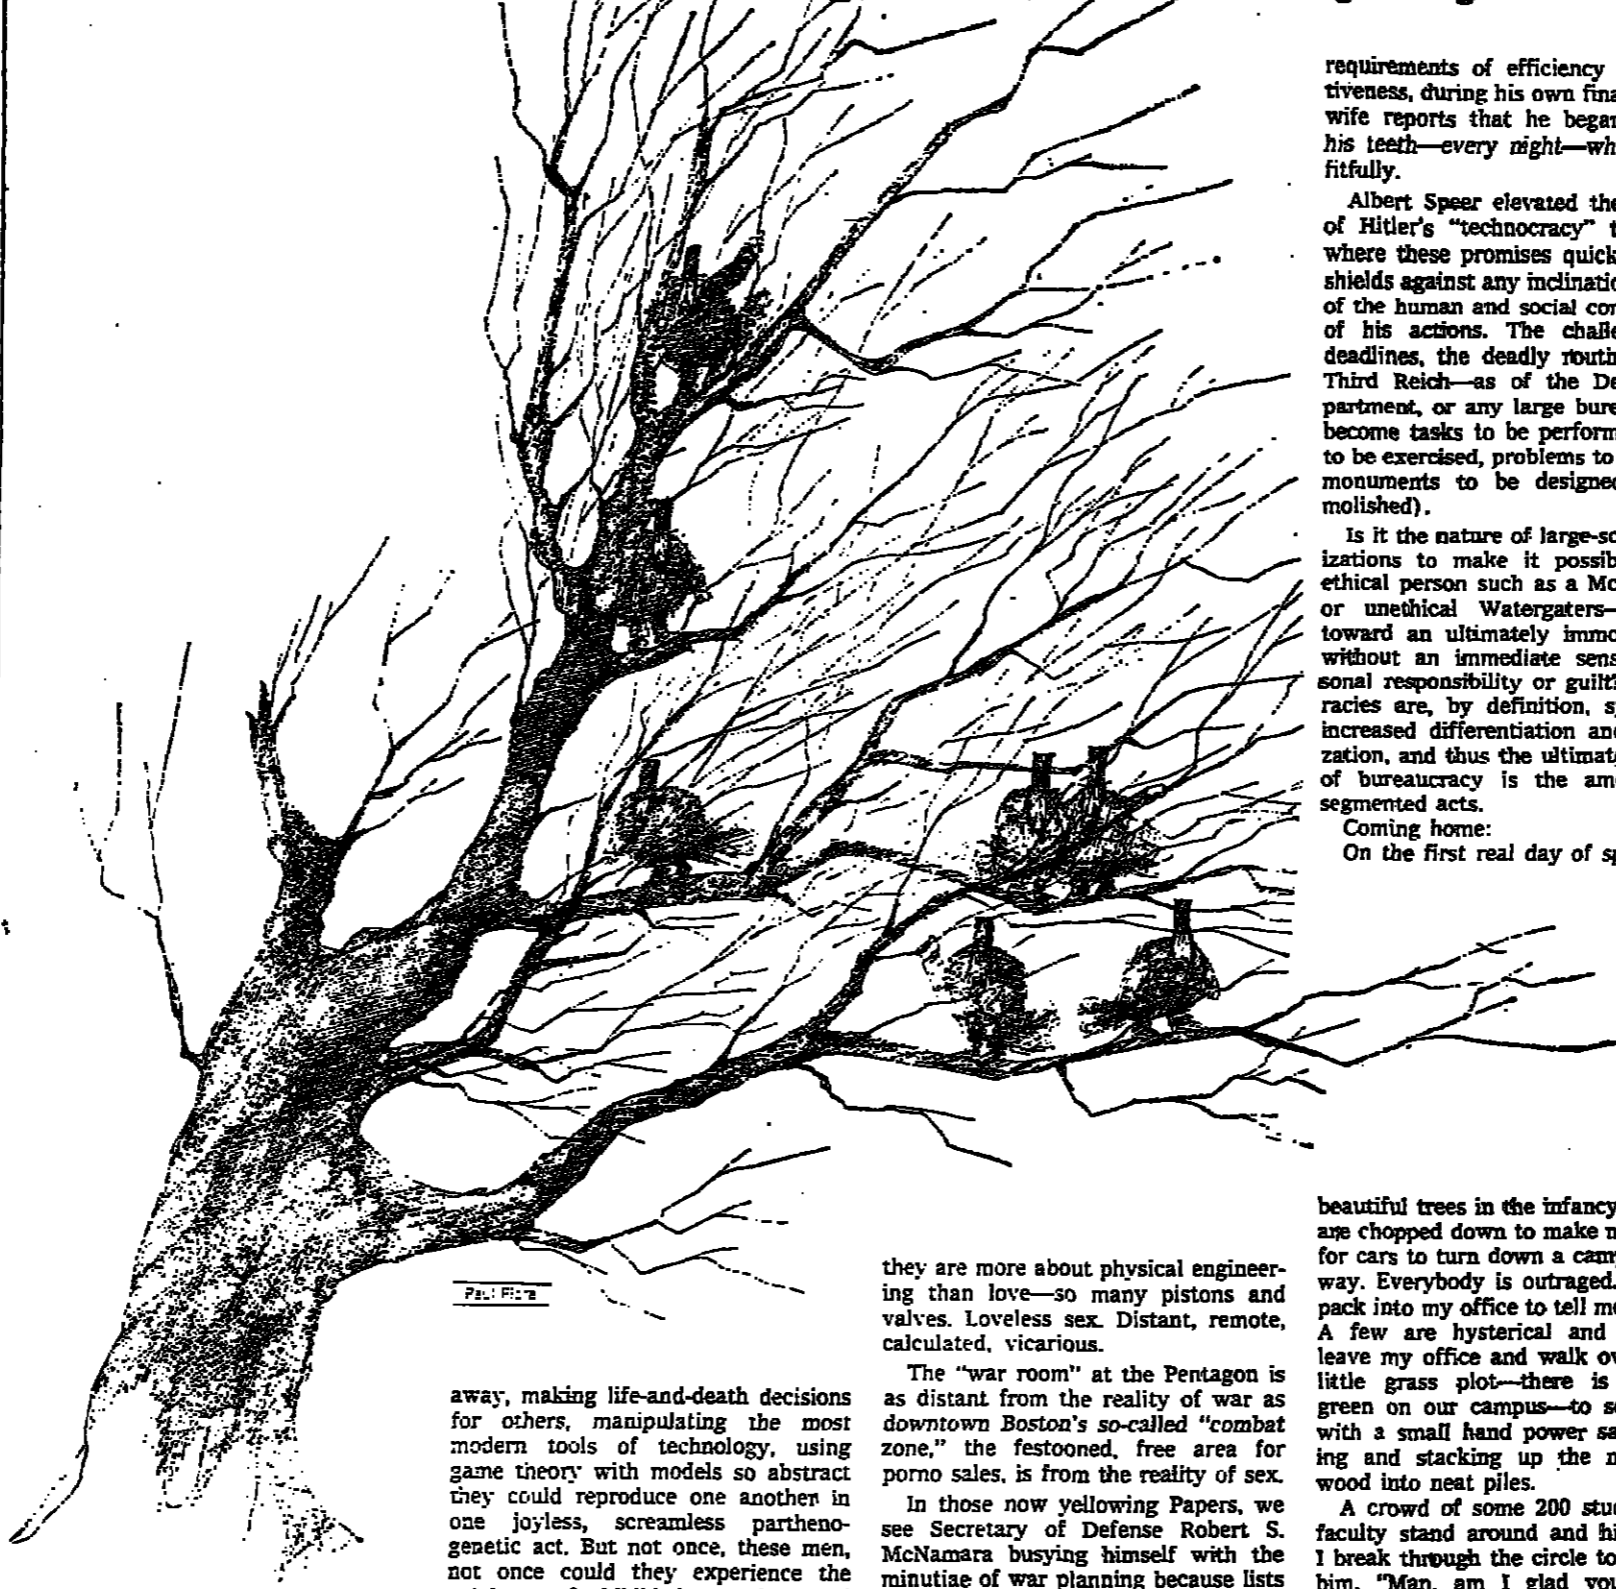 Paul Flora
away, making life-and-death decisions
for others, manipulating the most
modern tools of technology, using
game theory with models so abstract
they could reproduce one another in
one joyless, screamless partheno-
genetic act. But not once, these men,
not once could they experience the
they are more about physical engineer-
ing than love—so many pistons and
valves. Loveless sex. Distant, remote,
calculated, vicarious.
The "war room" at the Pentagon is
as distant from the reality of war as
downtown Boston's so-called "combat
zone," the festooned, free area for
porno sales, is from the reality of sex.
In those now yellowing Papers, we
see Secretary of Defense Robert S.
McNamara busying himself with the
minutiae of war planning because lists
requirements of efficiency
tiveness, during his own fina
wife reports that he began
his teeth—every night—wh
fitfully.
Albert Speer elevated the
of Hitler's "technocracy" t
where these promises quick
shields against any inclinatio
of the human and social con
of his actions. The challe
deadlines, the deadly routin
Third Reich—as of the De
partment, or any large bure
become tasks to be perform
to be exercised, problems to
monuments to be designed
molished).
Is it the nature of large-sc
izations to make it possib
ethical person such as a Mc
or unethical Watergaters—
toward an ultimately immo
without an immediate sens
sonal responsibility or guilt?
racies are, by definition, s
increased differentiation and
zation, and thus the ultimat
of bureaucracy is the am
segmented acts.
Coming home:
On the first real day of sp
beautiful trees in the infancy
are chopped down to make m
for cars to turn down a cam
way. Everybody is outraged.
pack into my office to tell me
A few are hysterical and
leave my office and walk ov
little grass plot—there is
green on our campus—to se
with a small hand power sa
ing and stacking up the n
wood into neat piles.
A crowd of some 200 stu
faculty stand around and hi
I break through the circle to
him. "Man, am I glad you